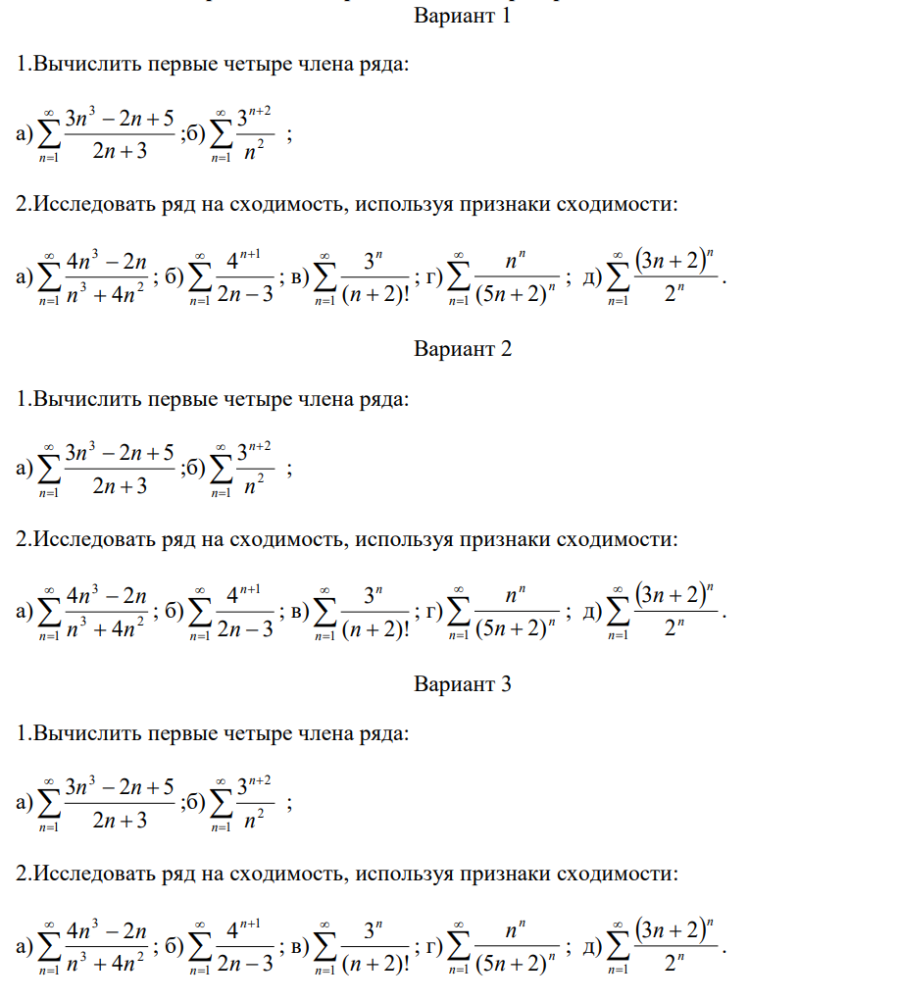 Вариант 1
1.Вычислить первые четыре члена ряда:
а) \sum_{n=1}^{\infty} \frac{3n^3 - 2n + 5}{2n + 3} ;б) \sum_{n=1}^{\infty} \frac{3^{n+2}}{n^2} ;
2.Исследовать ряд на сходимость, используя признаки сходимости:
а) \sum_{n=1}^{\infty} \frac{4n^3 - 2n}{n^3 + 4n^2} ; б) \sum_{n=1}^{\infty} \frac{4^{n+1}}{2n - 3} ; в) \sum_{n=1}^{\infty} \frac{3^n}{(n + 2)!} ; г) \sum_{n=1}^{\infty} \frac{n^n}{(5n + 2)^n} ; д) \sum_{n=1}^{\infty} \frac{(3n + 2)^n}{2^n} .
Вариант 2
1.Вычислить первые четыре члена ряда:
а) \sum_{n=1}^{\infty} \frac{3n^3 - 2n + 5}{2n + 3} ;б) \sum_{n=1}^{\infty} \frac{3^{n+2}}{n^2} ;
2.Исследовать ряд на сходимость, используя признаки сходимости:
а) \sum_{n=1}^{\infty} \frac{4n^3 - 2n}{n^3 + 4n^2} ; б) \sum_{n=1}^{\infty} \frac{4^{n+1}}{2n - 3} ; в) \sum_{n=1}^{\infty} \frac{3^n}{(n + 2)!} ; г) \sum_{n=1}^{\infty} \frac{n^n}{(5n + 2)^n} ; д) \sum_{n=1}^{\infty} \frac{(3n + 2)^n}{2^n} .
Вариант 3
1.Вычислить первые четыре члена ряда:
а) \sum_{n=1}^{\infty} \frac{3n^3 - 2n + 5}{2n + 3} ;б) \sum_{n=1}^{\infty} \frac{3^{n+2}}{n^2} ;
2.Исследовать ряд на сходимость, используя признаки сходимости:
а) \sum_{n=1}^{\infty} \frac{4n^3 - 2n}{n^3 + 4n^2} ; б) \sum_{n=1}^{\infty} \frac{4^{n+1}}{2n - 3} ; в) \sum_{n=1}^{\infty} \frac{3^n}{(n + 2)!} ; г) \sum_{n=1}^{\infty} \frac{n^n}{(5n + 2)^n} ; д) \sum_{n=1}^{\infty} \frac{(3n + 2)^n}{2^n} .